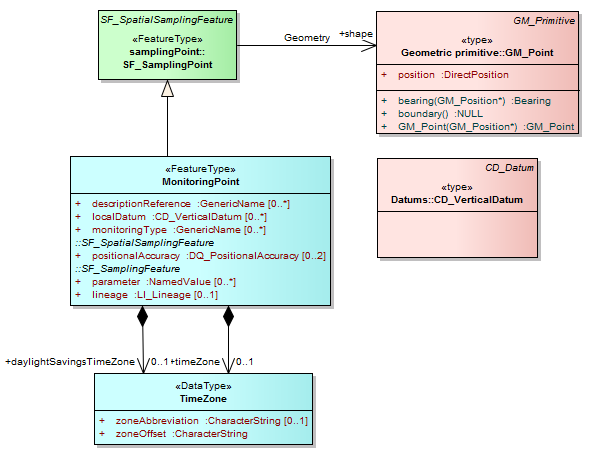 SF_SpatialSamplingFeature
«FeatureType»
samplingPoint::
SF_SamplingPoint
Geometry
+shape
GM_Primitive
«type»
Geometric primitive::GM_Point
+ position :DirectPosition
+ bearing(GM_Position*) :Bearing
+ boundary() :NULL
+ GM_Point(GM_Position*) :GM_Point
«FeatureType»
MonitoringPoint
+ descriptionReference :GenericName [0..*]
+ localDatum :CD_VerticalDatum [0..*]
+ monitoringType :GenericName [0..*]
::SF_SpatialSamplingFeature
+ positionalAccuracy :DQ_PositionalAccuracy [0..2]
::SF_SamplingFeature
+ parameter :NamedValue [0..*]
+ lineage :LI_Lineage [0..1]
CD_Datum
«type»
Datums::CD_VerticalDatum
+daylightSavingsTimeZone
0..1
+timeZone
0..1
«DataType»
TimeZone
+ zoneAbbreviation :CharacterString [0..1]
+ zoneOffset :CharacterString